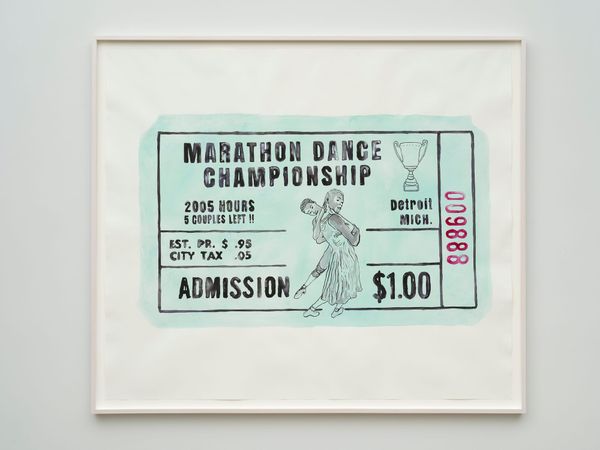 MARATHON DANCE
CHAMPIONSHIP
2005 HOURS
5 COUPLES LEFT !!
Detroit
MICH.
EST. PR. $ .95
CITY TAX .05
ADMISSION
$1.00
009888